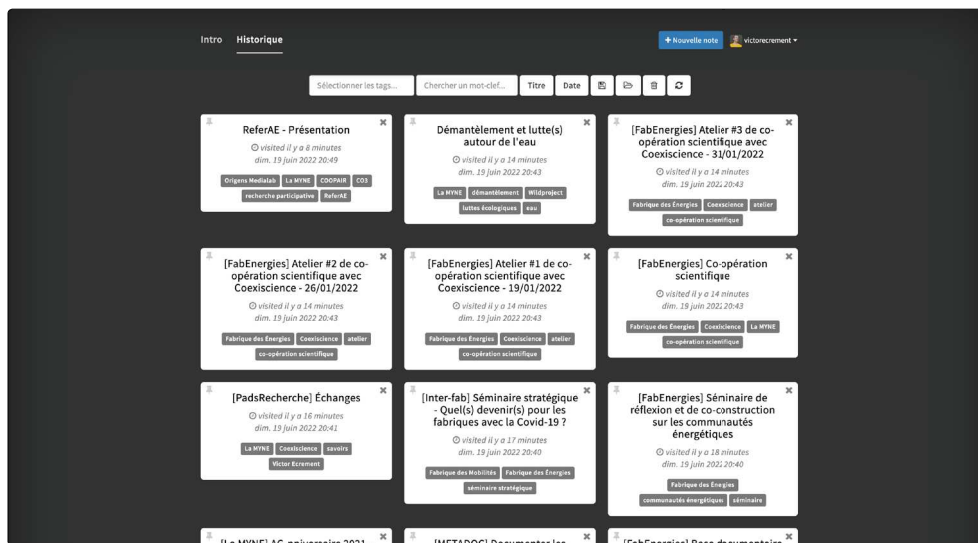 Intro Historique
+ Nouvelle note victorecrement
Sélectionner les tags... Chercher un mot-clef... Titre Date
ReferAE - Présentation
visited il y a 8 minutes
dim. 19 juin 2022 20:49
Origens Medialab La MYNE COOPAIR CO3
recherche participative ReferAE
Démantèlement et lutte(s)
autour de l'eau
visited il y a 14 minutes
dim. 19 juin 2022 20:43
La MYNE démantèlement Wildproject
luttes écologiques eau
[FabEnergies] Atelier #3 de co-
opération scientifique avec
Coexiscience - 31/01/2022
visited il y a 14 minutes
dim. 19 juin 2022 20:43
Fabrique des Énergies Coexiscience atelier
co-opération scientifique
[FabEnergies] Atelier #2 de co-
opération scientifique avec
Coexiscience - 26/01/2022
visited il y a 14 minutes
dim. 19 juin 2022 20:43
Fabrique des Énergies Coexiscience atelier
co-opération scientifique
[FabEnergies] Atelier #1 de co-
opération scientifique avec
Coexiscience - 19/01/2022
visited il y a 14 minutes
dim. 19 juin 2022 20:43
Fabrique des Énergies Coexiscience atelier
co-opération scientifique
[FabEnergies] Co-opération
scientifique
visited il y a 14 minutes
dim. 19 juin 2022 20:43
Fabrique des Énergies Coexiscience La MYNE
co-opération scientifique
[PadsRecherche] Échanges
visited il y a 16 minutes
dim. 19 juin 2022 20:41
La MYNE Coexiscience savoirs
Victor Ecrement
[Inter-fab] Séminaire stratégique
- Quel(s) devenir(s) pour les
fabriques avec la Covid-19 ?
visited il y a 17 minutes
dim. 19 juin 2022 20:40
Fabrique des Mobilités Fabrique des Énergies
séminaire stratégique
[FabEnergies] Séminaire de
réflexion et de co-construction
sur les communautés
énergétiques
visited il y a 18 minutes
dim. 19 juin 2022 20:40
Fabrique des Énergies
communautés énergétiques séminaire
[La MYNE] AG-nniversaire 2021
[METADOC] Documenter les
[FabEnergies] Base documentaire